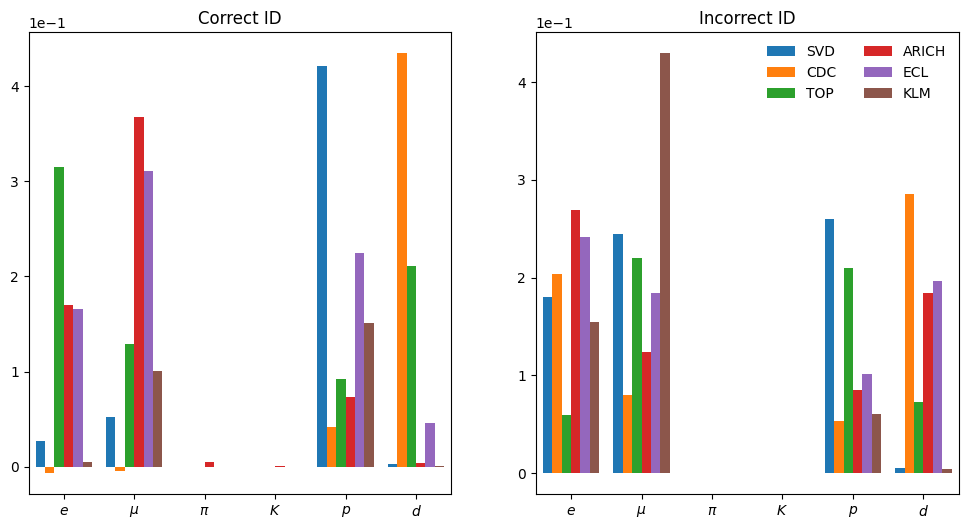 Correct ID
1e−1
4
3
2
1
0
e
μ
π
K
p
d
Incorrect ID
1e−1
SVD
CDC
TOP
ARICH
ECL
KLM
4
3
2
1
0
e
μ
π
K
p
d